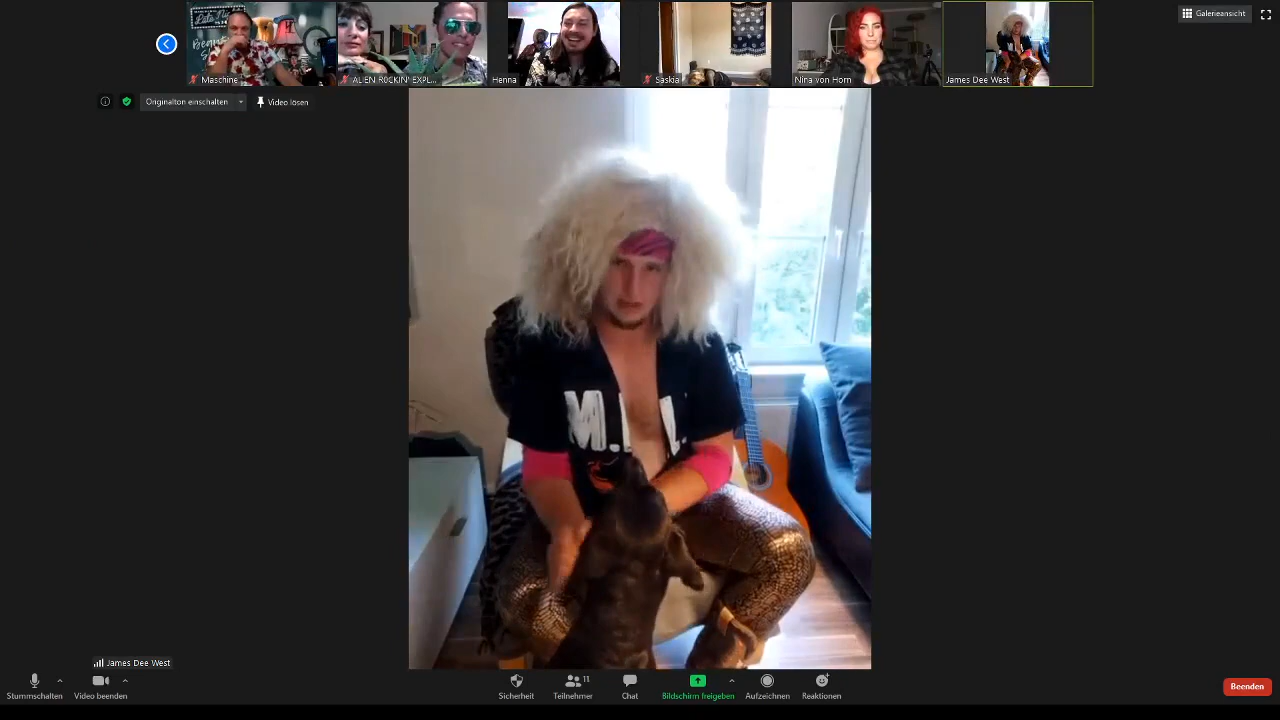 Maschine
ALIEN ROCKIN' EXPL...
Henna
Saskia
Nina von Horn
James Dee West
Galerieansicht
Originalton einschalten
Video lösen
M.I.L.
James Dee West
Stummschalten
Video beenden
Sicherheit
Teilnehmer
11
Chat
Bildschirm freigeben
Aufzeichnen
Reaktionen
Beenden